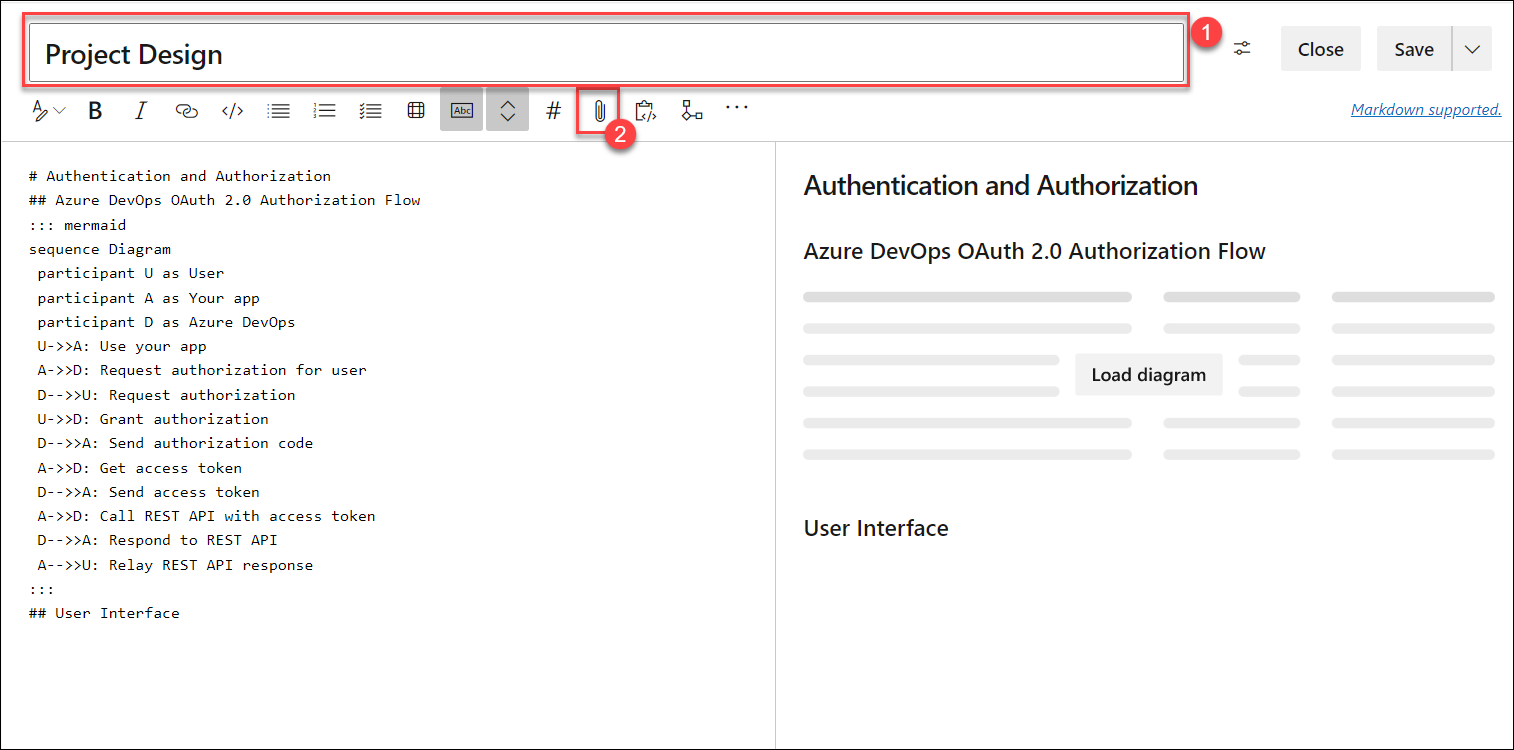 Project Design
1
Close
Save
B
I
</>
Abc
#
2
...
Markdown supported.
# Authentication and Authorization
## Azure DevOps OAuth 2.0 Authorization Flow
::: mermaid
sequence Diagram
participant U as User
participant A as Your app
participant D as Azure DevOps
U->>A: Use your app
A->>D: Request authorization for user
D-->>U: Request authorization
U->>D: Grant authorization
D-->>A: Send authorization code
A->>D: Get access token
D-->>A: Send access token
A->>D: Call REST API with access token
D-->>A: Respond to REST API
A-->>U: Relay REST API response
:::
## User Interface
Authentication and Authorization
Azure DevOps OAuth 2.0 Authorization Flow
Load diagram
User Interface